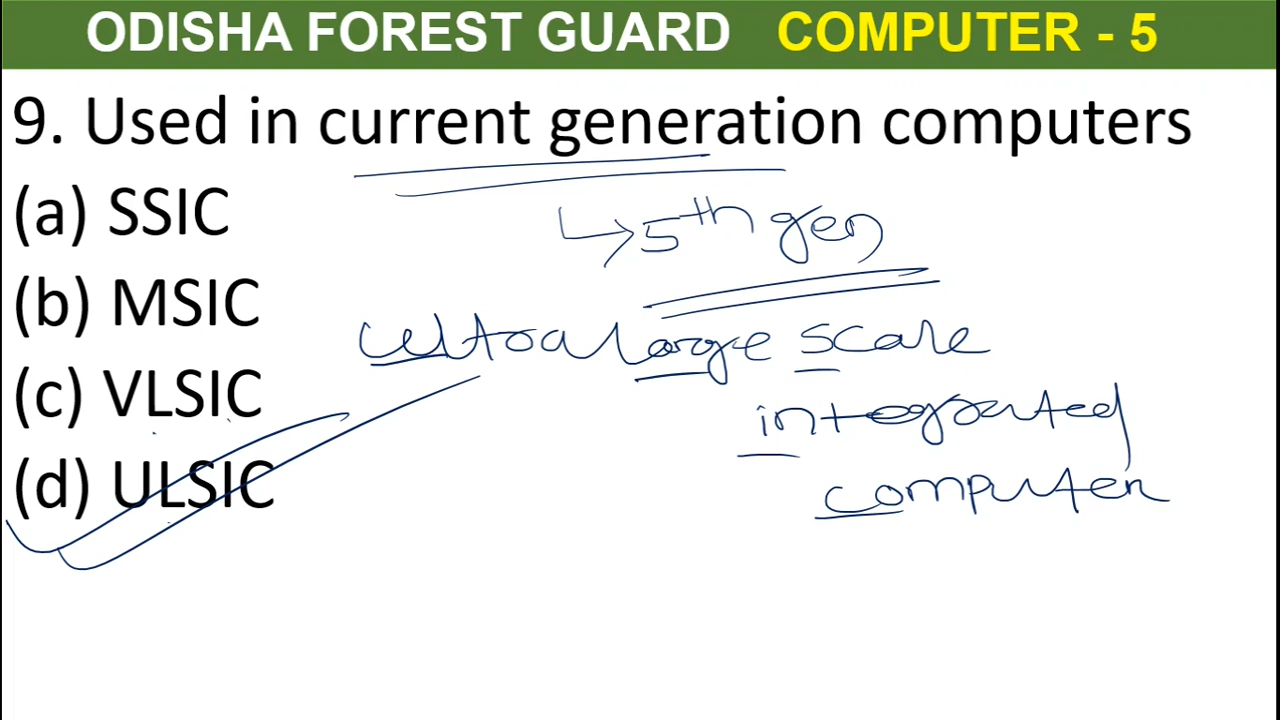 ODISHA FOREST GUARD COMPUTER - 5
9. Used in current generation computers
(a) SSIC
↳ 5th gen
(b) MSIC
ultra large scale
(c) VLSIC
integrated
(d) ULSIC
computer